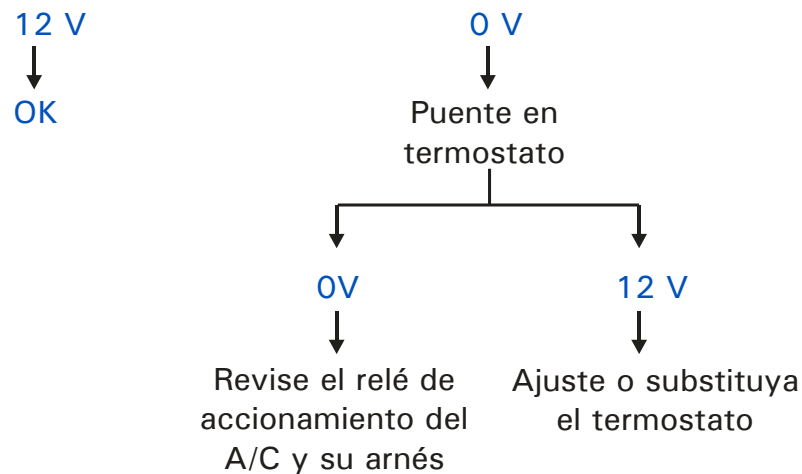 12 V
0 V
OK
Puente en
termostato
0V
12 V
Revise el relé de
accionamiento del
A/C y su arnés
Ajuste o substituya
el termostato